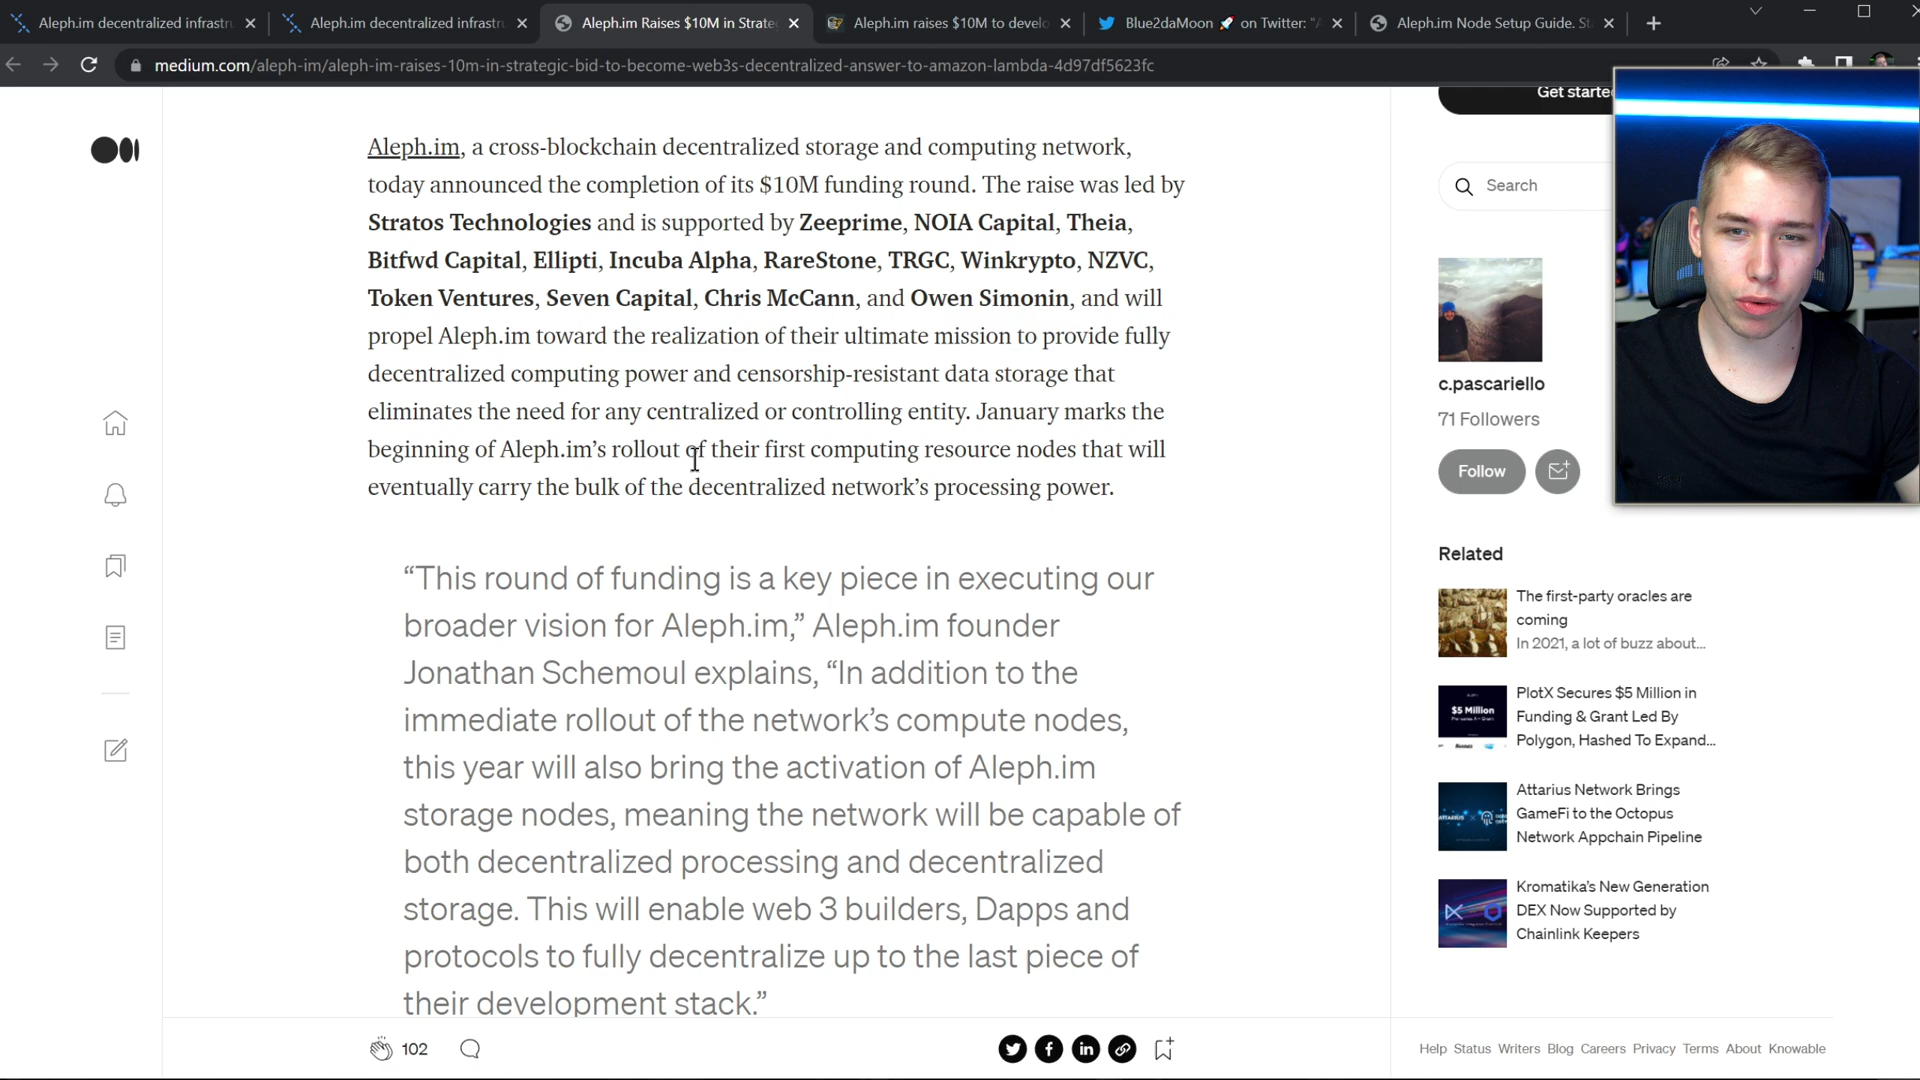 Aleph.im decentralized infrastru
Aleph.im decentralized infrastru
Aleph.im Raises $10M in Strate
Aleph.im raises $10M to develo
Blue2daMoon 🚀 on Twitter: "A
Aleph.im Node Setup Guide. St
medium.com/aleph-im/aleph-im-raises-10m-in-strategic-bid-to-become-web3s-decentralized-answer-to-amazon-lambda-4d97df5623fc
Aleph.im, a cross-blockchain decentralized storage and computing network,
today announced the completion of its $10M funding round. The raise was led by
Stratos Technologies and is supported by Zeeprime, NOIA Capital, Theia,
Bitfwd Capital, Ellipti, Incuba Alpha, RareStone, TRGC, Winkrypto, NZVC,
Token Ventures, Seven Capital, Chris McCann, and Owen Simonin, and will
propel Aleph.im toward the realization of their ultimate mission to provide fully
decentralized computing power and censorship-resistant data storage that
eliminates the need for any centralized or controlling entity. January marks the
beginning of Aleph.im's rollout of their first computing resource nodes that will
eventually carry the bulk of the decentralized network's processing power.
“This round of funding is a key piece in executing our
broader vision for Aleph.im,” Aleph.im founder
Jonathan Schemoul explains, “In addition to the
immediate rollout of the network’s compute nodes,
this year will also bring the activation of Aleph.im
storage nodes, meaning the network will be capable of
both decentralized processing and decentralized
storage. This will enable web 3 builders, Dapps and
protocols to fully decentralize up to the last piece of
their development stack.”
102
Get starte
Search
c.pascariello
71 Followers
Follow
Related
The first-party oracles are
coming
In 2021, a lot of buzz about...
$5 Million
PlotX Secures $5 Million in
Funding & Grant Led By
Polygon, Hashed To Expand...
Attarius Network Brings
GameFi to the Octopus
Network Appchain Pipeline
Kromatika's New Generation
DEX Now Supported by
Chainlink Keepers
Help Status Writers Blog Careers Privacy Terms About Knowable